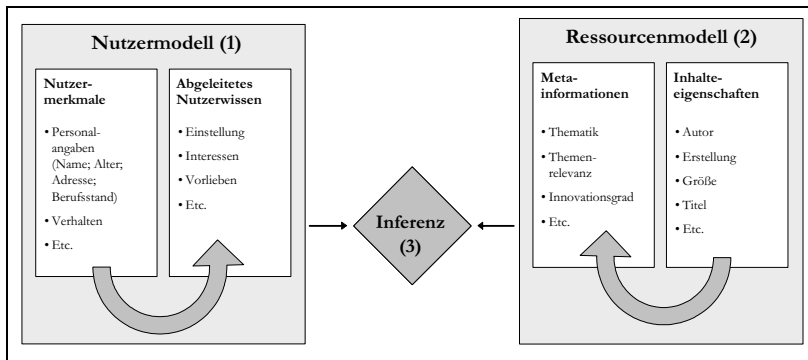 Nutzermodell (1)
Nutzer-
merkmale
• Personal-
angaben
(Name; Alter;
Adresse;
Berufsstand)
• Verhalten
• Etc.
Abgeleitetes
Nutzerwissen
• Einstellung
• Interessen
• Vorlieben
• Etc.
Inferenz
(3)
Ressourcenmodell (2)
Meta-
informationen
• Thematik
• Themen-
relevanz
• Innovationsgrad
• Etc.
Inhalte-
eigenschaften
• Autor
• Erstellung
• Größe
• Titel
• Etc.